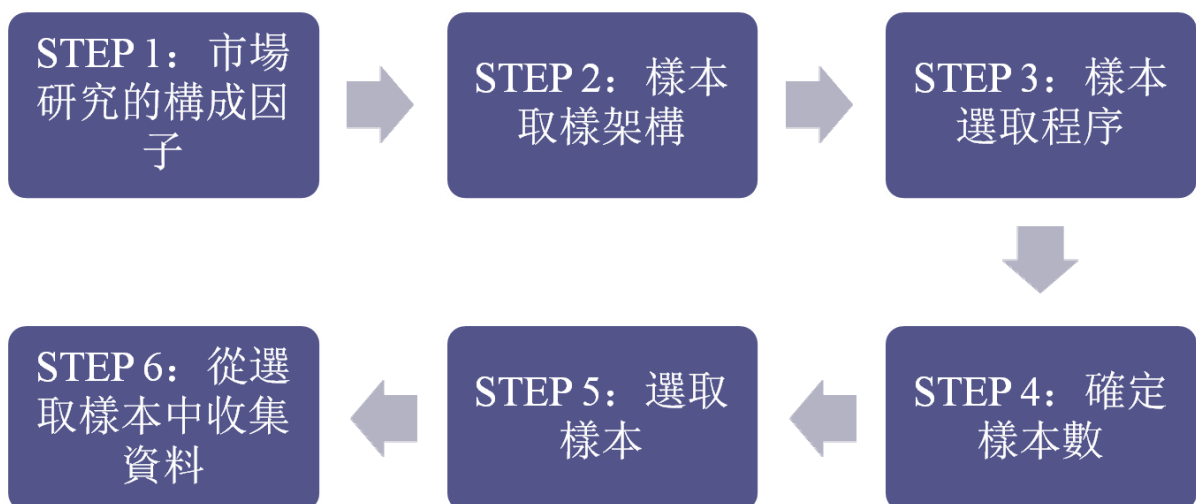 STEP 1：市場
研究的構成因
子
STEP 2：樣本
取樣架構
STEP 3：樣本
選取程序
STEP 4：確定
樣本數
STEP 5：選取
樣本
STEP 6：從選
取樣本中收集
資料